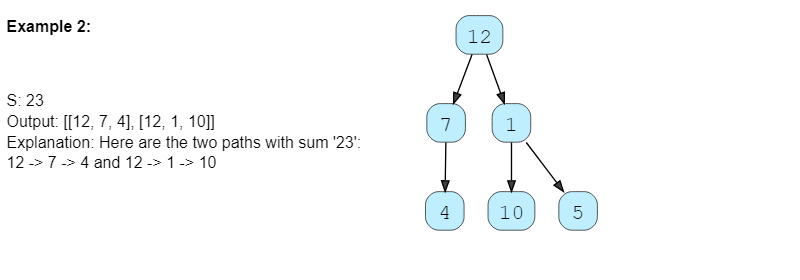 Example 2:
S: 23
Output: [[12, 7, 4], [12, 1, 10]]
Explanation: Here are the two paths with sum '23':
12 -> 7 -> 4 and 12 -> 1 -> 10
12
7 1
4 10 5